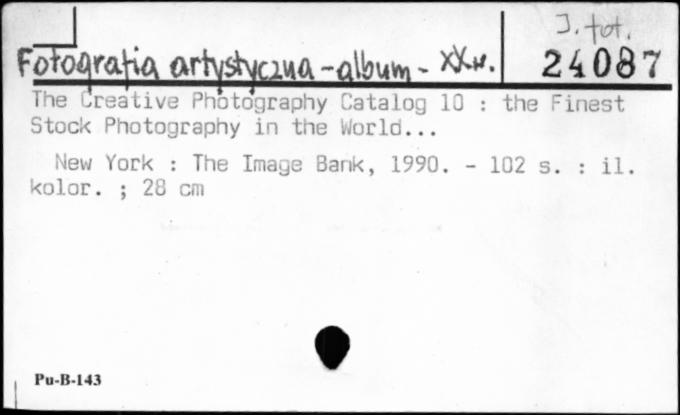 J. fot.
Fotografia artystyczna - album - XXw.
24087
The Creative Photography Catalog 10 : the Finest
Stock Photography in the World...
New York : The Image Bank, 1990. - 102 s. : il.
kolor. ; 28 cm
Pu-B-143